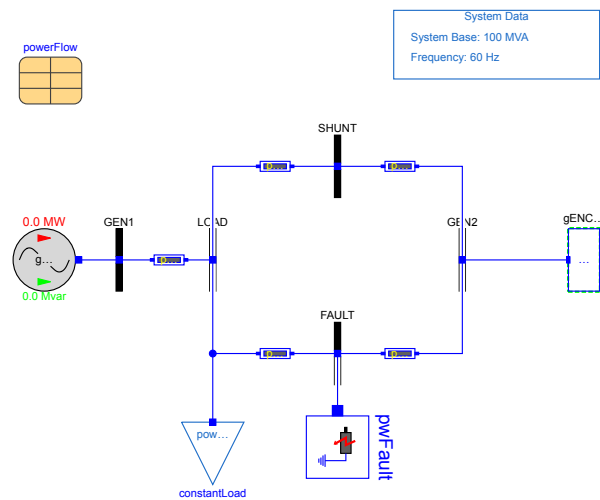 System Data
System Base: 100 MVA
Frequency: 60 Hz
powerFlow
SHUNT
0.0 MW
GEN1
LOAD
GEN2
gENC...
g...
...
0.0 Mvar
FAULT
pow...
pwFault
constantLoad